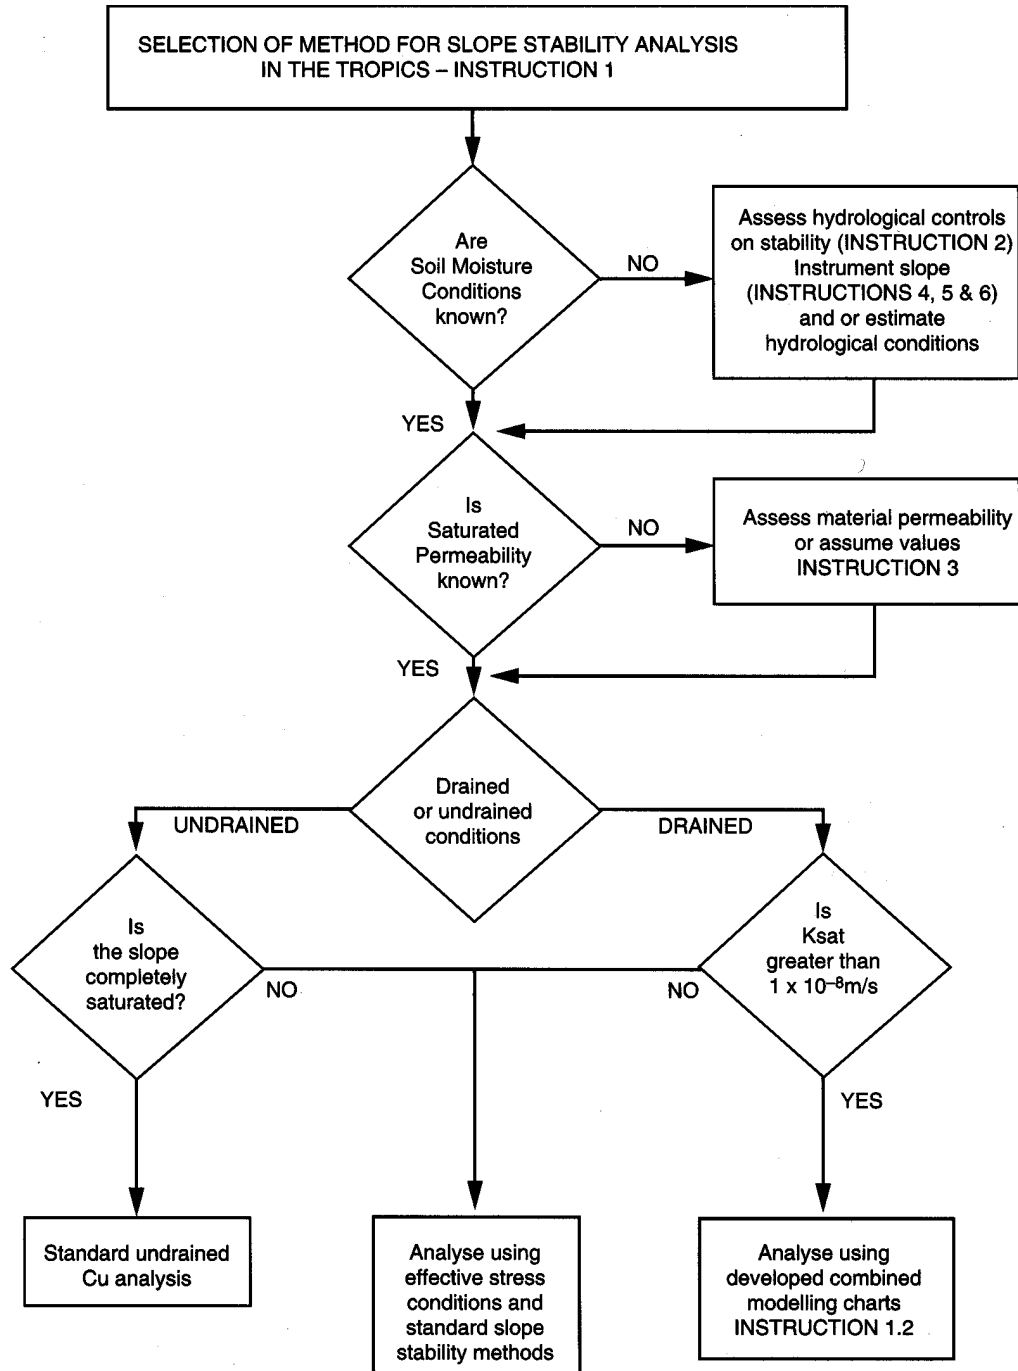 SELECTION OF METHOD FOR SLOPE STABILITY ANALYSIS
IN THE TROPICS – INSTRUCTION 1
Are
Soil Moisture
Conditions
known?
NO
Assess hydrological controls
on stability (INSTRUCTION 2)
Instrument slope
(INSTRUCTIONS 4, 5 & 6)
and or estimate
hydrological conditions
YES
Is
Saturated
Permeability
known?
NO
Assess material permeability
or assume values
INSTRUCTION 3
YES
Drained
or undrained
conditions
UNDRAINED
DRAINED
Is
the slope
completely
saturated?
NO
Is
Ksat
greater than
1 x 10⁻⁸m/s
NO
YES
YES
Standard undrained
Cu analysis
Analyse using
effective stress
conditions and
standard slope
stability methods
Analyse using
developed combined
modelling charts
INSTRUCTION 1.2